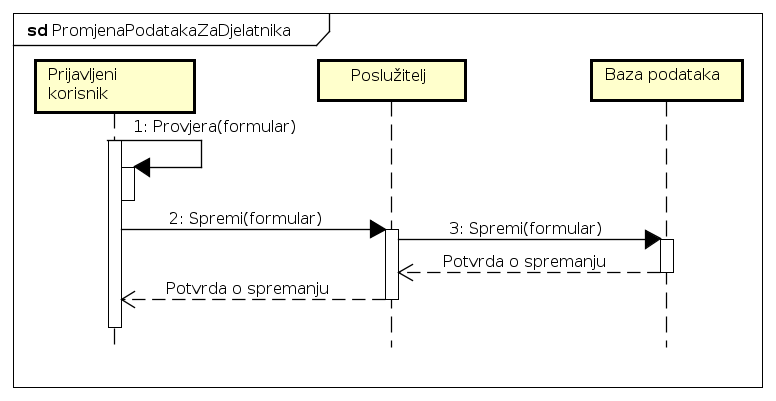 sd PromjenaPodatakaZaDjelatnika
Prijavljeni
korisnik
Poslužitelj
Baza podataka
1: Provjera(formular)
2: Spremi(formular)
3: Spremi(formular)
Potvrda o spremanju
Potvrda o spremanju